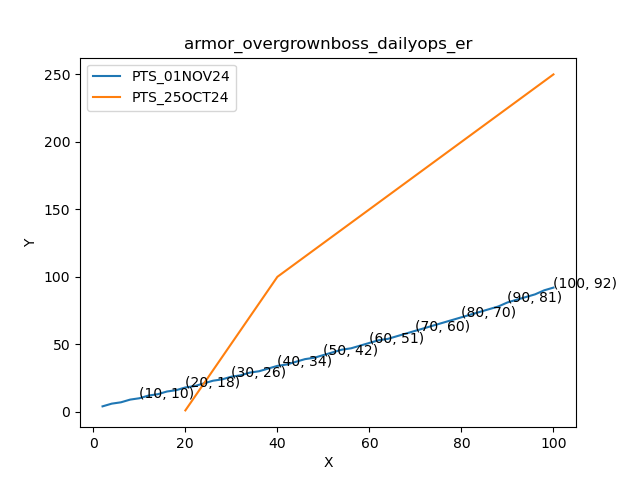 armor_overgrownboss_dailyops_er
PTS_01NOV24
PTS_25OCT24
250
200
150
100
50
0
Y
(10, 10)
(20, 18)
(30, 26)
(40, 34)
(50, 42)
(60, 51)
(70, 60)
(80, 70)
(90, 81)
(100, 92)
0 20 40 60 80 100
X